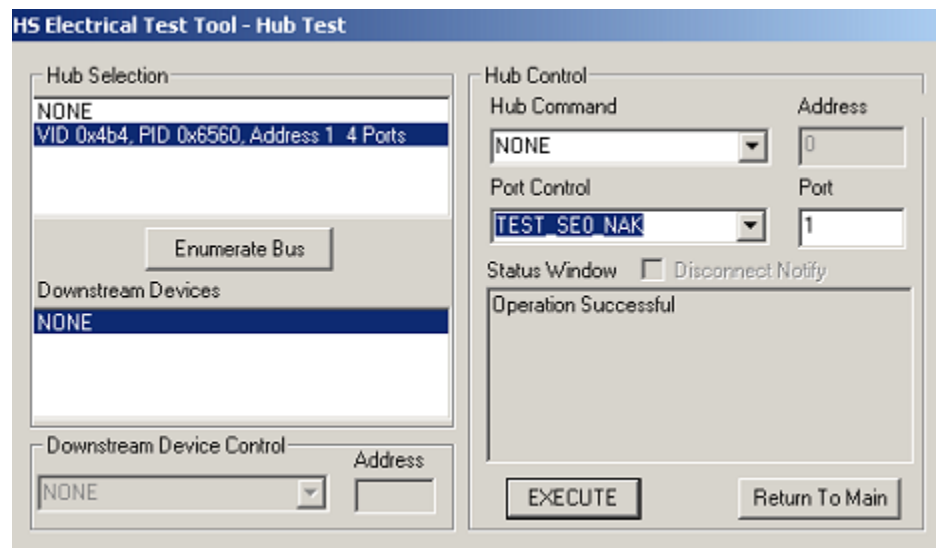 HS Electrical Test Tool - Hub Test
Hub Selection
NONE
VID 0x4b4, PID 0x6560, Address 1 4 Ports
Enumerate Bus
Downstream Devices
NONE
Downstream Device Control
Address
NONE
Hub Control
Hub Command
Address
NONE
0
Port Control
Port
TEST_SE0_NAK
1
Status Window
Disconnect Notify
Operation Successful
EXECUTE
Return To Main